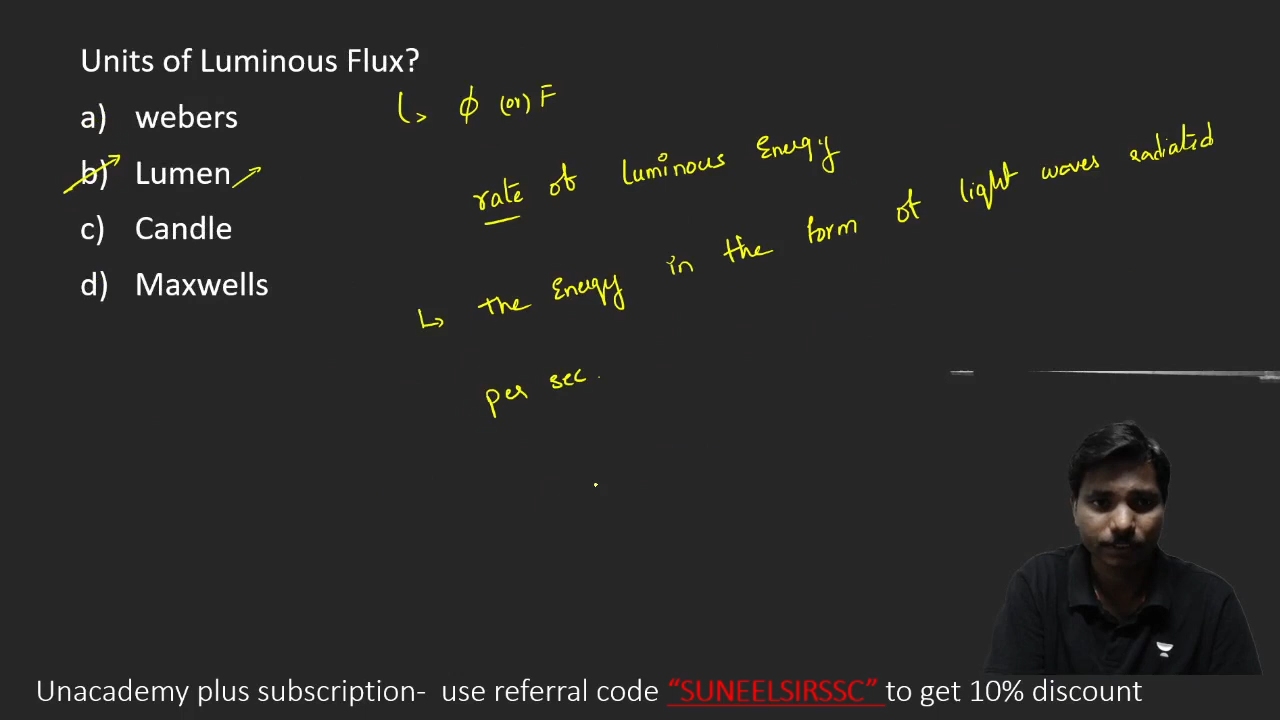 Units of Luminous Flux?
a) webers
b) Lumen
c) Candle
d) Maxwells
ϕ (or) F
rate of luminous Energy
the Energy in the form of light waves radiated
per sec.
Unacademy plus subscription- use referral code “SUNEELSIRSSC” to get 10% discount